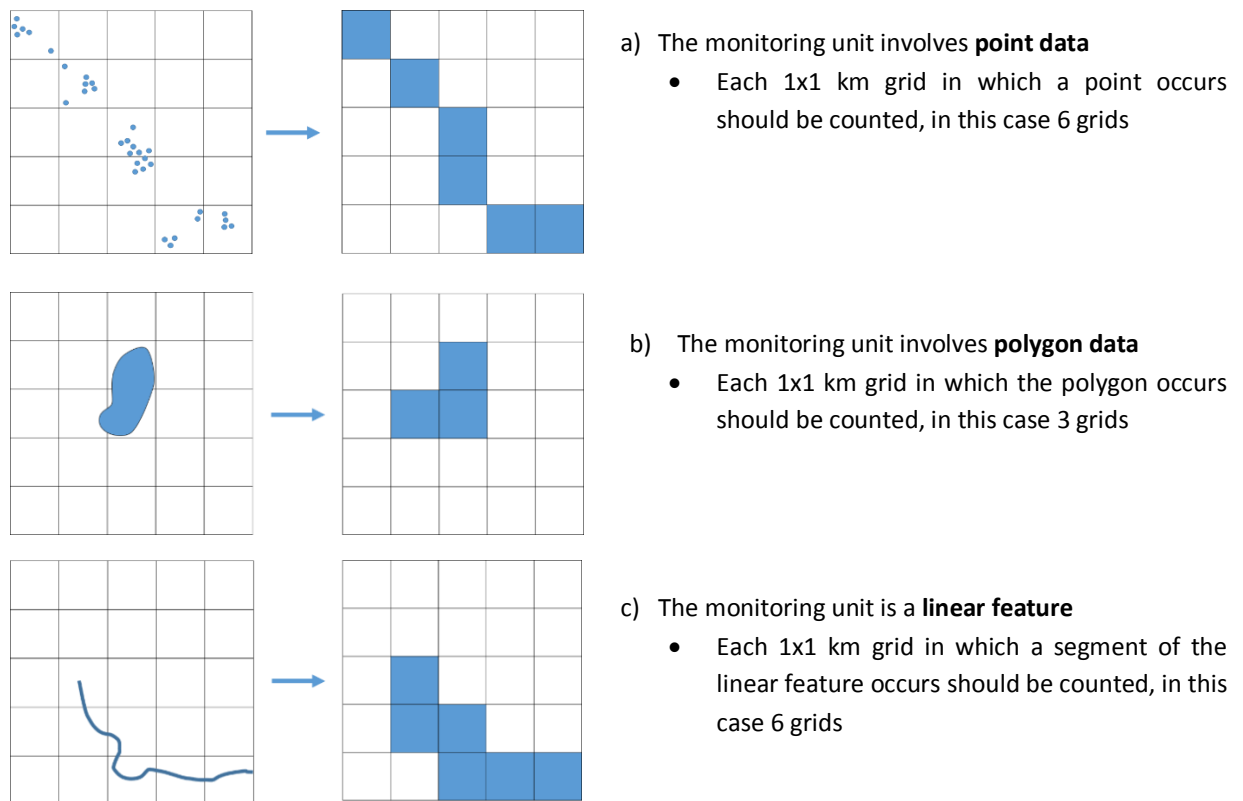 a) The monitoring unit involves point data
• Each 1x1 km grid in which a point occurs
should be counted, in this case 6 grids
b) The monitoring unit involves polygon data
• Each 1x1 km grid in which the polygon occurs
should be counted, in this case 3 grids
c) The monitoring unit is a linear feature
• Each 1x1 km grid in which a segment of the
linear feature occurs should be counted, in this
case 6 grids